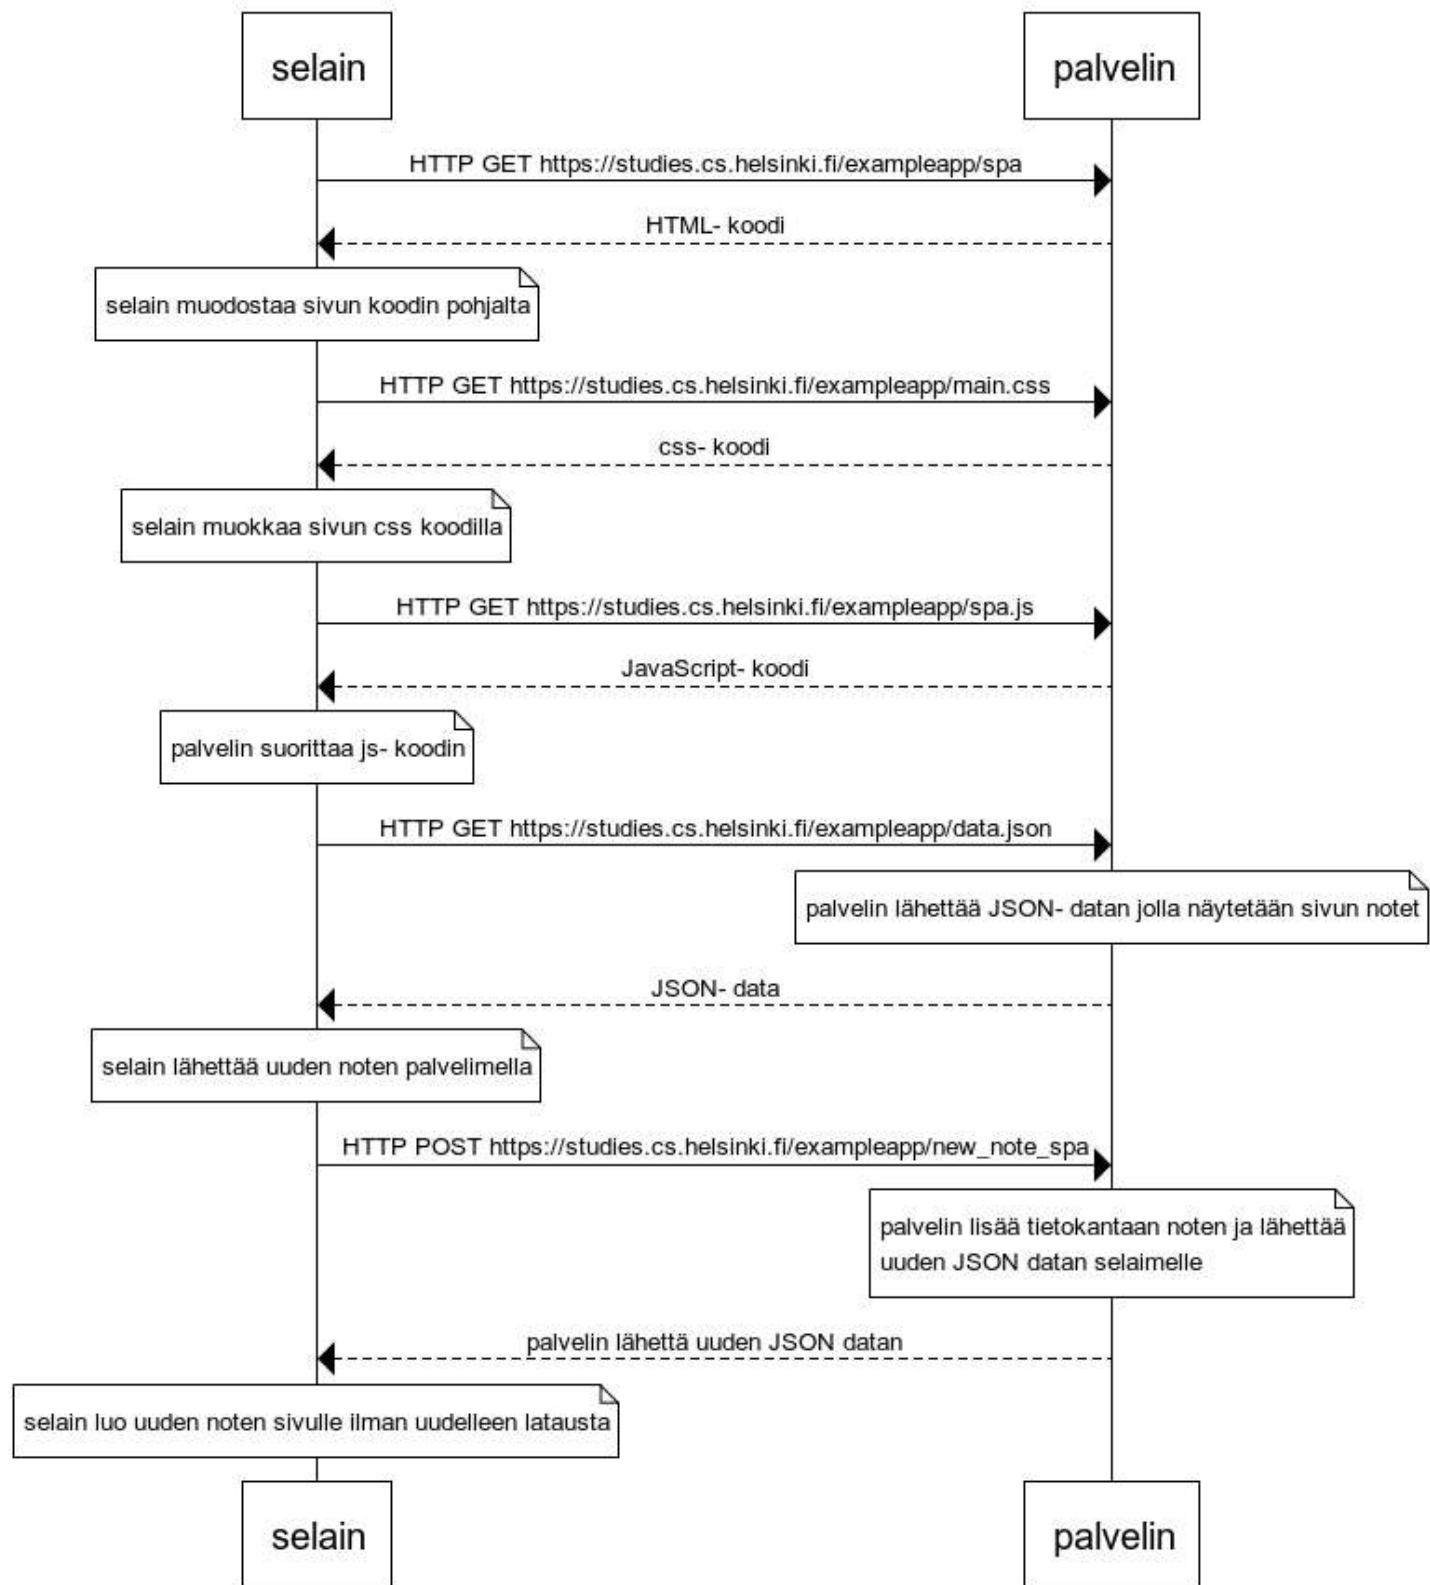 selain
palvelin
HTTP GET https://studies.cs.helsinki.fi/exampleapp/spa
HTML- koodi
selain muodostaa sivun koodin pohjalta
HTTP GET https://studies.cs.helsinki.fi/exampleapp/main.css
css- koodi
selain muokkaa sivun css koodilla
HTTP GET https://studies.cs.helsinki.fi/exampleapp/spa.js
JavaScript- koodi
palvelin suorittaa js- koodin
HTTP GET https://studies.cs.helsinki.fi/exampleapp/data.json
palvelin lähettää JSON- datan jolla näytetään sivun notet
JSON- data
selain lähettää uuden noten palvelimella
HTTP POST https://studies.cs.helsinki.fi/exampleapp/new_note_spa
palvelin lisää tietokantaan noten ja lähettää
uuden JSON datan selaimelle
palvelin lähettä uuden JSON datan
selain luo uuden noten sivulle ilman uudelleen latausta
selain
palvelin